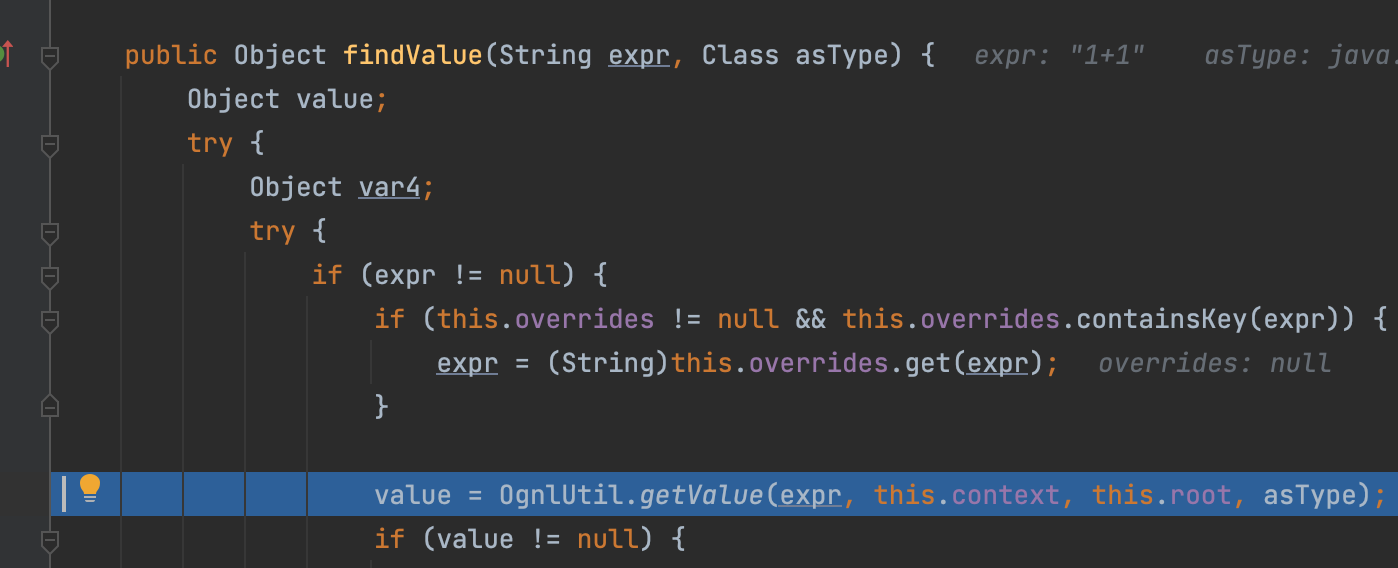 public Object findValue(String expr, Class asType) {   expr: "1+1"    asType: java.
Object value;
try {
Object var4;
try {
if (expr != null) {
if (this.overrides != null && this.overrides.containsKey(expr)) {
expr = (String)this.overrides.get(expr);   overrides: null
}
value = OgnlUtil.getValue(expr, this.context, this.root, asType);
if (value != null) {